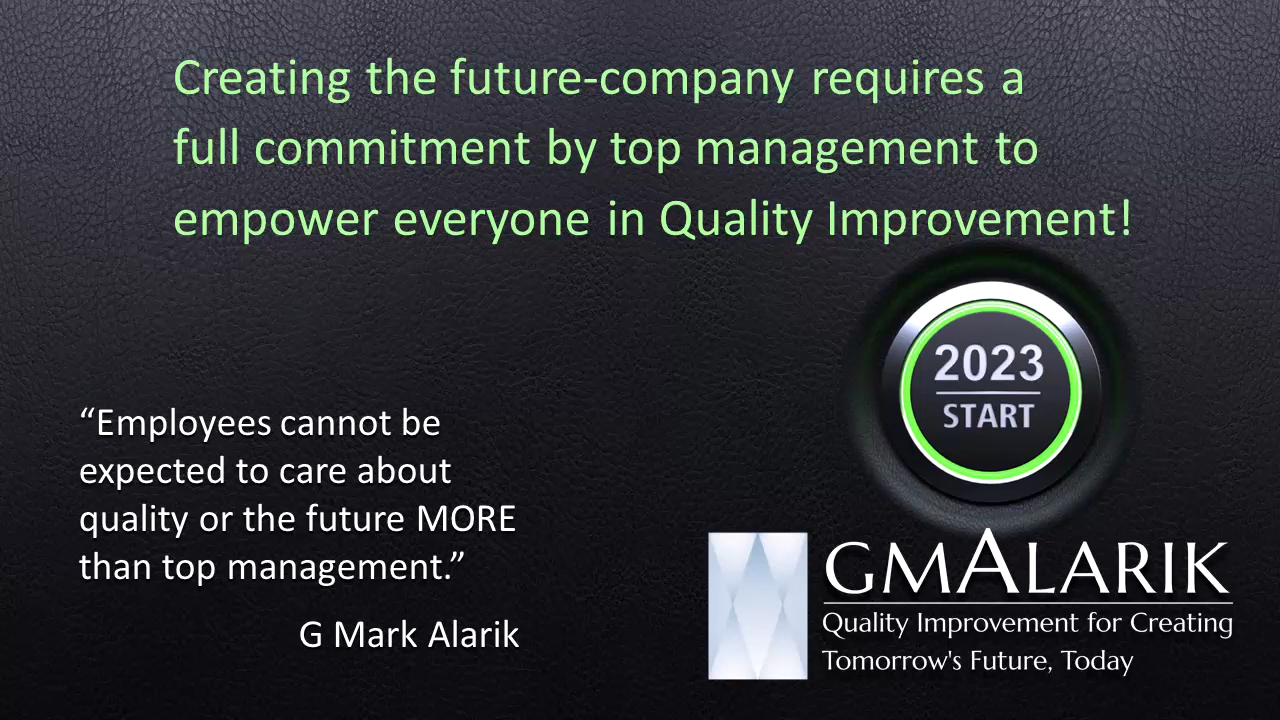 Creating the future-company requires a
full commitment by top management to
empower everyone in Quality Improvement!
2023
START
“Employees cannot be
expected to care about
quality or the future MORE
than top management.”
G Mark Alarik
GMALARIK
Quality Improvement for Creating
Tomorrow's Future, Today